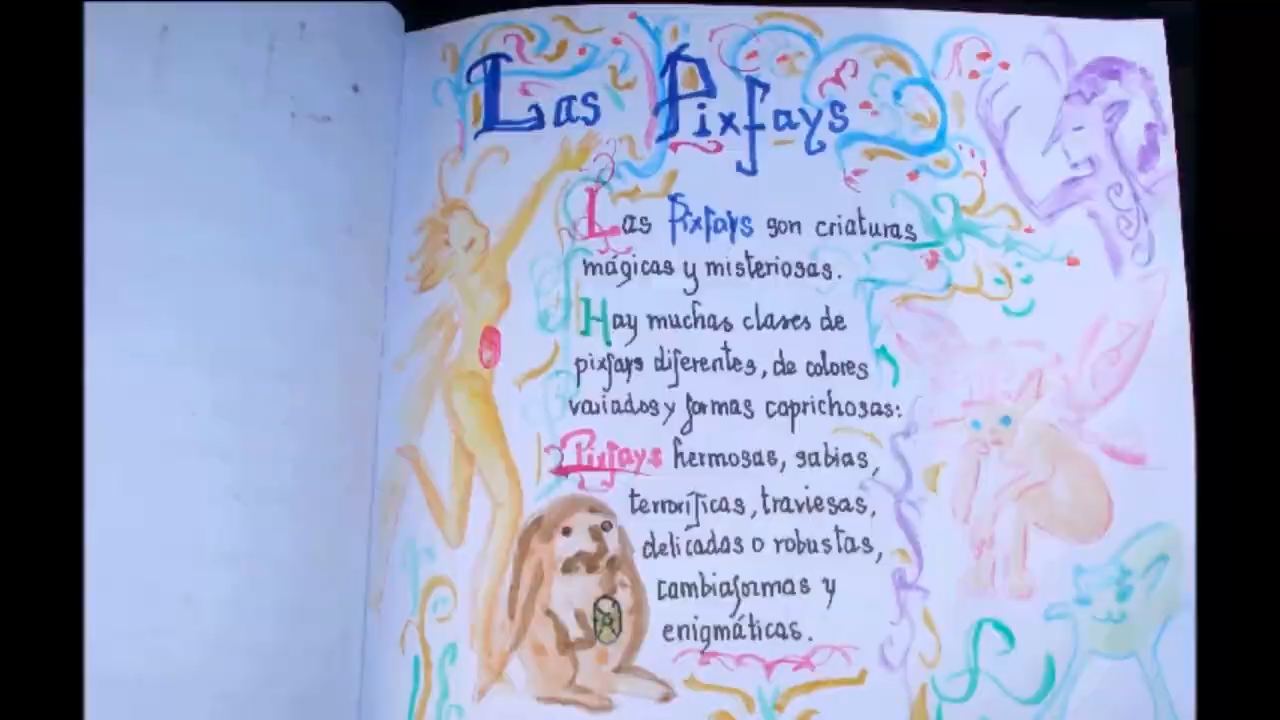 Las Pixfays
Las Pixfays son criaturas
mágicas y misteriosas.
Hay muchas clases de
pixfays diferentes, de colores
variados y formas caprichosas:
Pixfays hermosas, sabias,
terroríficas, traviesas,
delicadas o robustas,
cambiaformas y
enigmáticas.